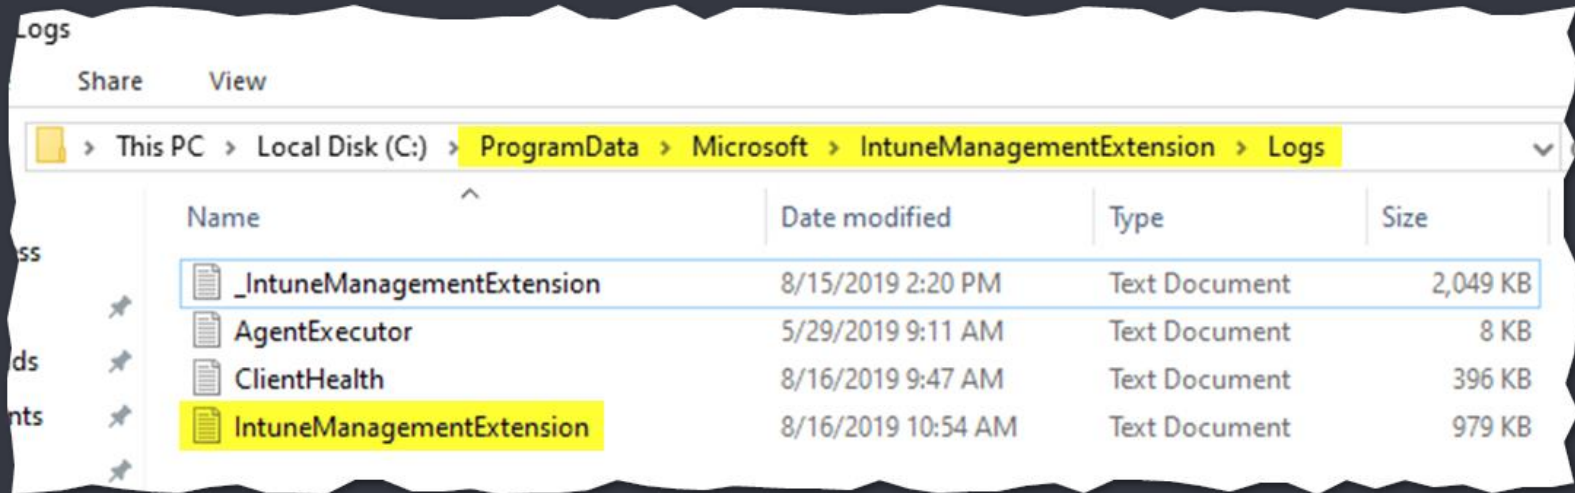 Logs
Share View
This PC > Local Disk (C:) > ProgramData > Microsoft > IntuneManagementExtension > Logs
Name Date modified Type Size
ss
_IntuneManagementExtension 8/15/2019 2:20 PM Text Document 2,049 KB
AgentExecutor 5/29/2019 9:11 AM Text Document 8 KB
ds
ClientHealth 8/16/2019 9:47 AM Text Document 396 KB
nts
IntuneManagementExtension 8/16/2019 10:54 AM Text Document 979 KB